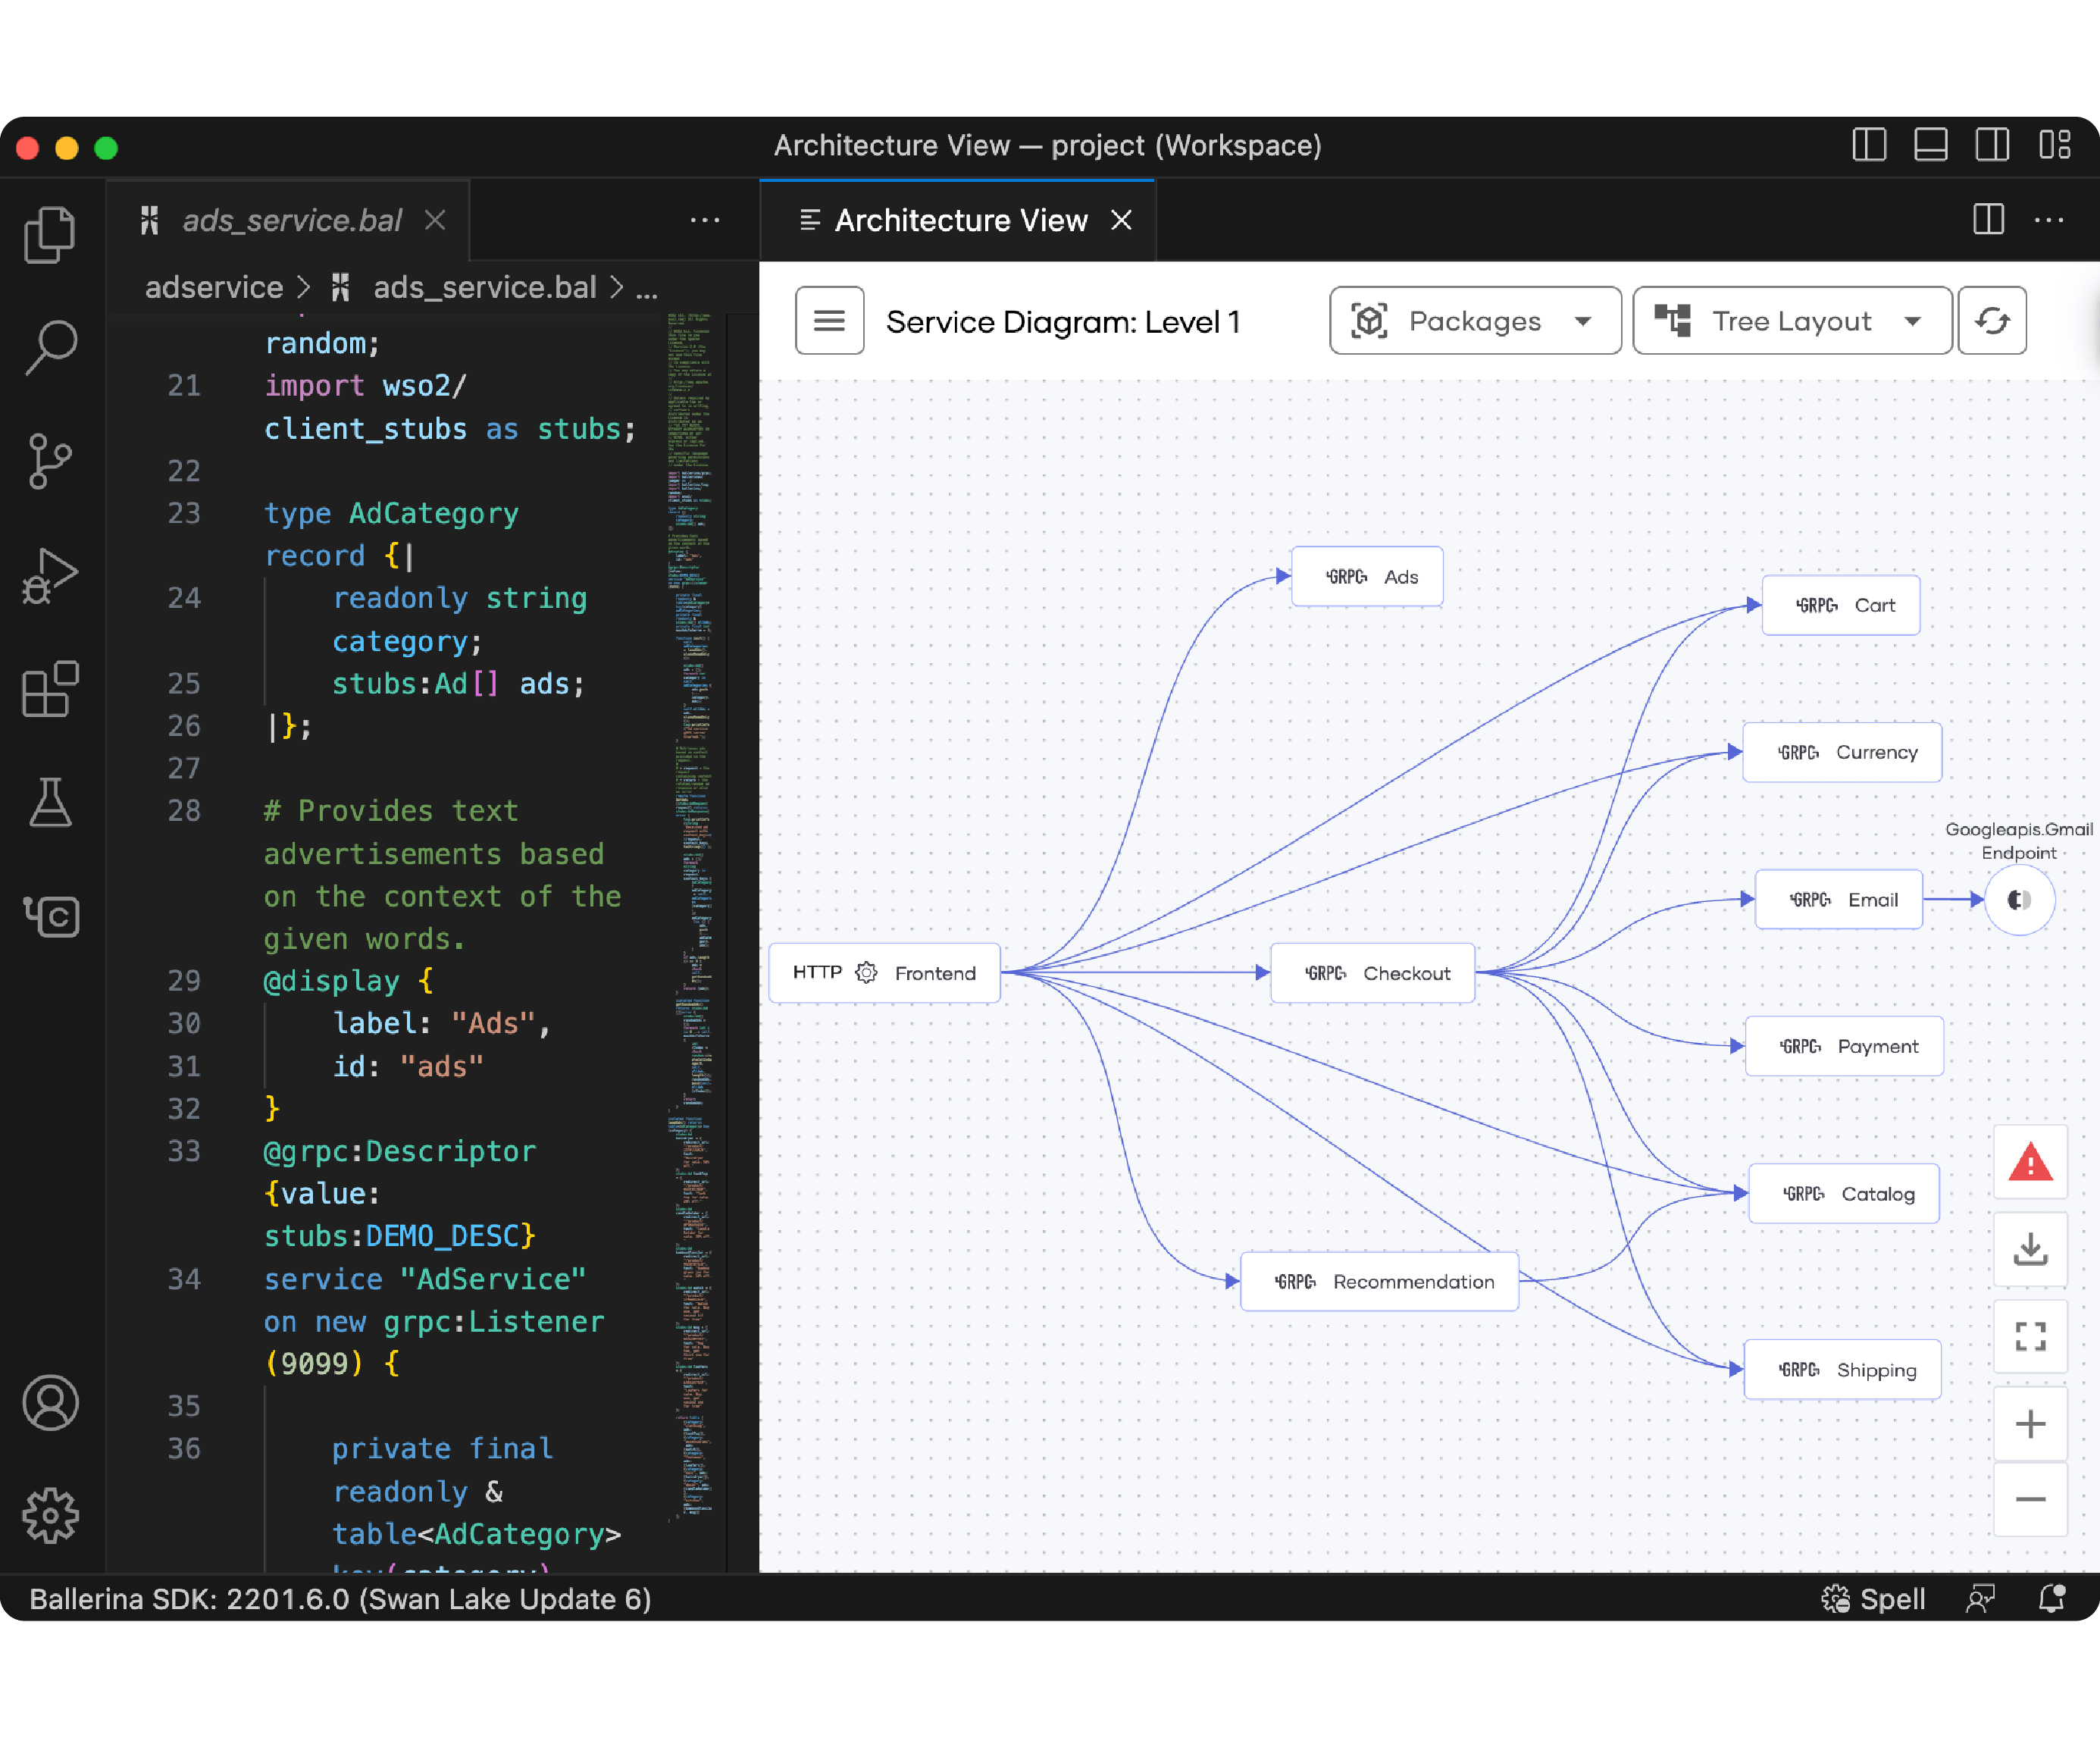 Architecture View — project (Workspace)
ads_service.bal
Architecture View
adservice > ads_service.bal > ...
random;
21 import wso2/
client_stubs as stubs;
22
23 type AdCategory
record {|
24 readonly string
category;
25 stubs:Ad[] ads;
26 |};
27
28 # Provides text
advertisements based
on the context of the
given words.
29 @display {
30 label: "Ads",
31 id: "ads"
32 }
33 @grpc:Descriptor
{value:
stubs:DEMO_DESC}
34 service "AdService"
on new grpc:Listener
(9099) {
35
36 private final
readonly &
table<AdCategory>
key(category)
Service Diagram: Level 1
Packages
Tree Layout
GRPC Ads
GRPC Cart
GRPC Currency
Googleapis.Gmail
Endpoint
GRPC Email
HTTP Frontend
GRPC Checkout
GRPC Payment
GRPC Catalog
GRPC Recommendation
GRPC Shipping
Ballerina SDK: 2201.6.0 (Swan Lake Update 6)
Spell